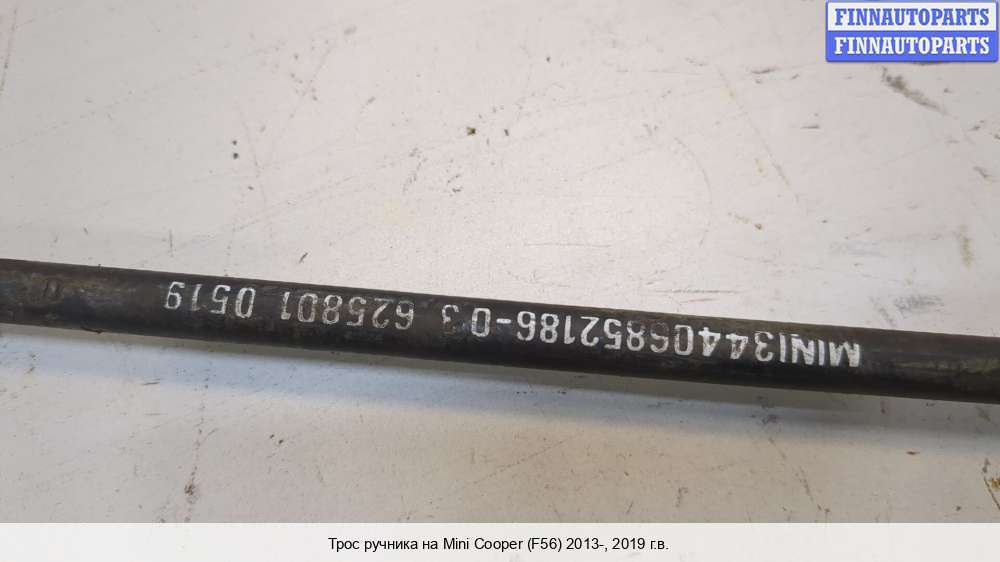 FINNAUTOPARTS
FINNAUTOPARTS
MINI34406852186-03 625801 0519
Трос ручника на Mini Cooper (F56) 2013-, 2019 г.в.